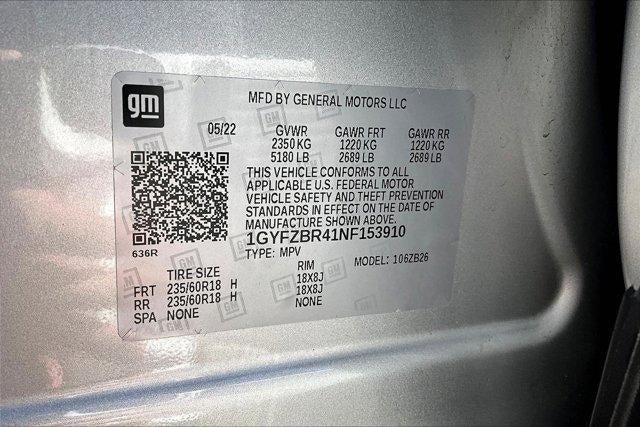 gm
MFD BY GENERAL MOTORS LLC
05/22 GVWR GAWR FRT GAWR RR
2350 KG 1220 KG 1220 KG
5180 LB 2689 LB 2689 LB
THIS VEHICLE CONFORMS TO ALL
APPLICABLE U.S. FEDERAL MOTOR
VEHICLE SAFETY AND THEFT PREVENTION
STANDARDS IN EFFECT ON THE DATE OF
MANUFACTURE SHOWN ABOVE.
636R
1GYFZBR41NF153910
TYPE: MPV MODEL: 106ZB26
TIRE SIZE RIM
FRT 235/60R18 H 18X8J
RR 235/60R18 H 18X8J
SPA NONE NONE